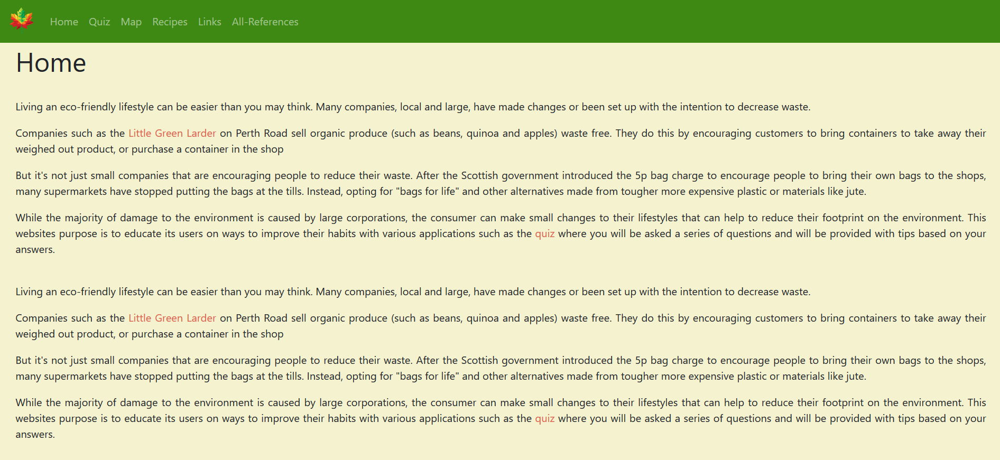 Home Quiz Map Recipes Links All-References
Home
Living an eco-friendly lifestyle can be easier than you may think. Many companies, local and large, have made changes or been set up with the intention to decrease waste.
Companies such as the Little Green Larder on Perth Road sell organic produce (such as beans, quinoa and apples) waste free. They do this by encouraging customers to bring containers to take away their
weighed out product, or purchase a container in the shop
But it's not just small companies that are encouraging people to reduce their waste. After the Scottish government introduced the 5p bag charge to encourage people to bring their own bags to the shops,
many supermarkets have stopped putting the bags at the tills. Instead, opting for "bags for life" and other alternatives made from tougher more expensive plastic or materials like jute.
While the majority of damage to the environment is caused by large corporations, the consumer can make small changes to their lifestyles that can help to reduce their footprint on the environment. This
websites purpose is to educate its users on ways to improve their habits with various applications such as the quiz where you will be asked a series of questions and will be provided with tips based on your
answers.
Living an eco-friendly lifestyle can be easier than you may think. Many companies, local and large, have made changes or been set up with the intention to decrease waste.
Companies such as the Little Green Larder on Perth Road sell organic produce (such as beans, quinoa and apples) waste free. They do this by encouraging customers to bring containers to take away their
weighed out product, or purchase a container in the shop
But it's not just small companies that are encouraging people to reduce their waste. After the Scottish government introduced the 5p bag charge to encourage people to bring their own bags to the shops,
many supermarkets have stopped putting the bags at the tills. Instead, opting for "bags for life" and other alternatives made from tougher more expensive plastic or materials like jute.
While the majority of damage to the environment is caused by large corporations, the consumer can make small changes to their lifestyles that can help to reduce their footprint on the environment. This
websites purpose is to educate its users on ways to improve their habits with various applications such as the quiz where you will be asked a series of questions and will be provided with tips based on your
answers.